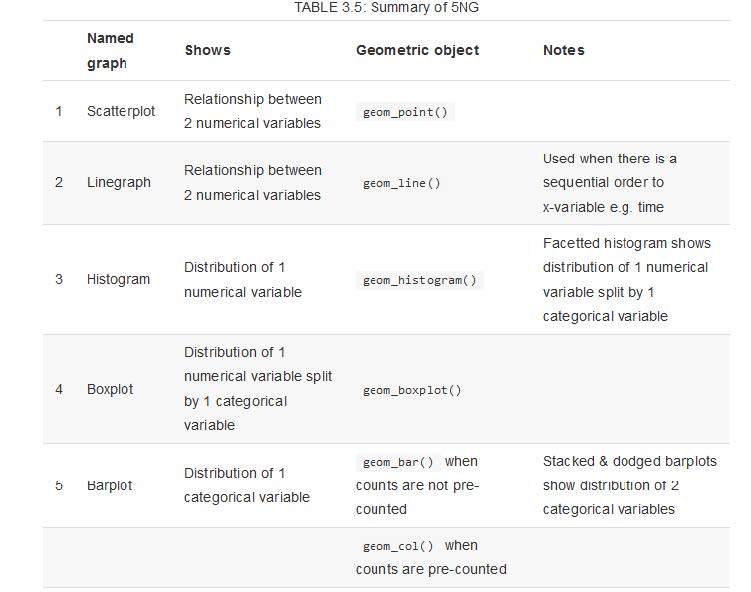 TABLE 3.5: Summary of 5NG
Named
graph
Shows
Geometric object
Notes
1
Scatterplot
Relationship between
2 numerical variables
geom_point()
2
Linegraph
Relationship between
2 numerical variables
geom_line()
Used when there is a
sequential order to
x-variable e.g. time
3
Histogram
Distribution of 1
numerical variable
geom_histogram()
Facetted histogram shows
distribution of 1 numerical
variable split by 1
categorical variable
4
Boxplot
Distribution of 1
numerical variable split
by 1 categorical
variable
geom_boxplot()
5
Barplot
Distribution of 1
categorical variable
geom_bar() when
counts are not pre-
counted
Stacked & dodged barplots
show distribution of 2
categorical variables
geom_col() when
counts are pre-counted